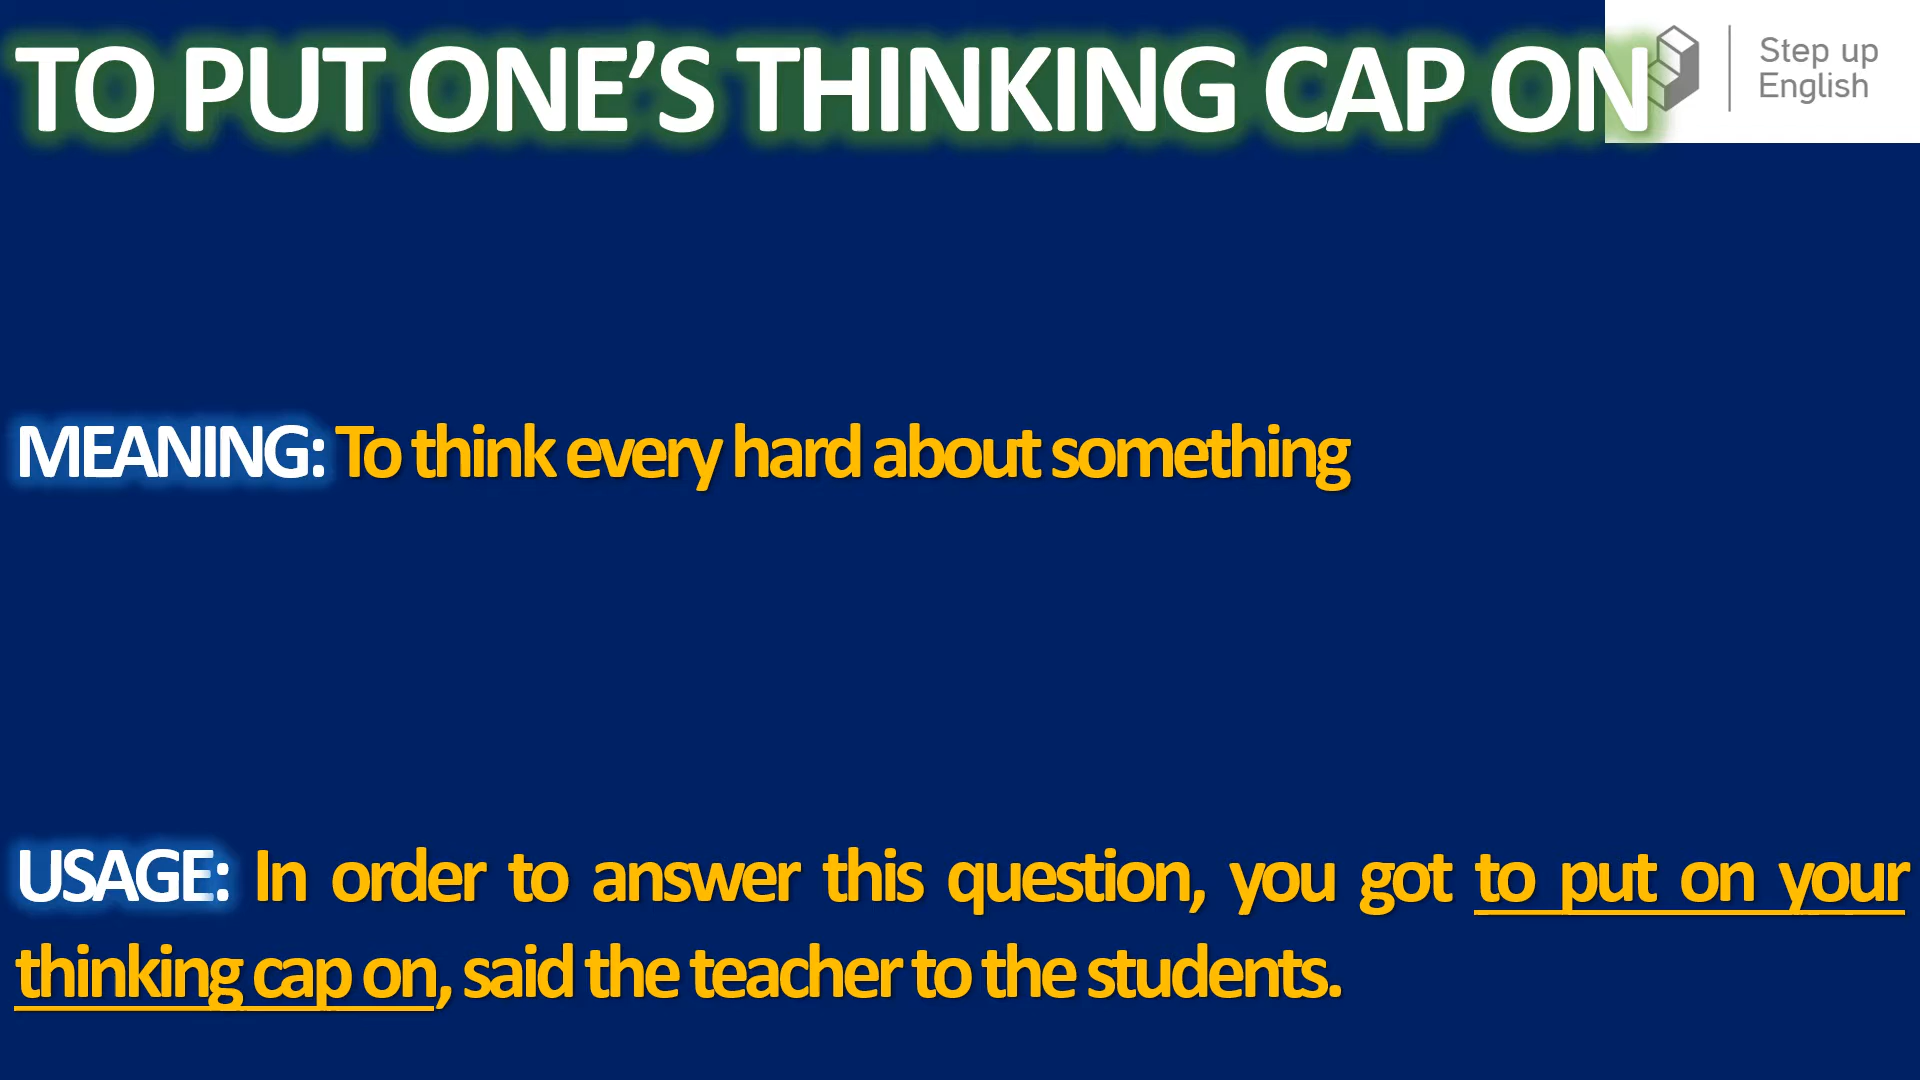 TO PUT ONE’S THINKING CAP ON
Step up
English
MEANING: To think every hard about something
USAGE: In order to answer this question, you got to put on your
thinking cap on, said the teacher to the students.